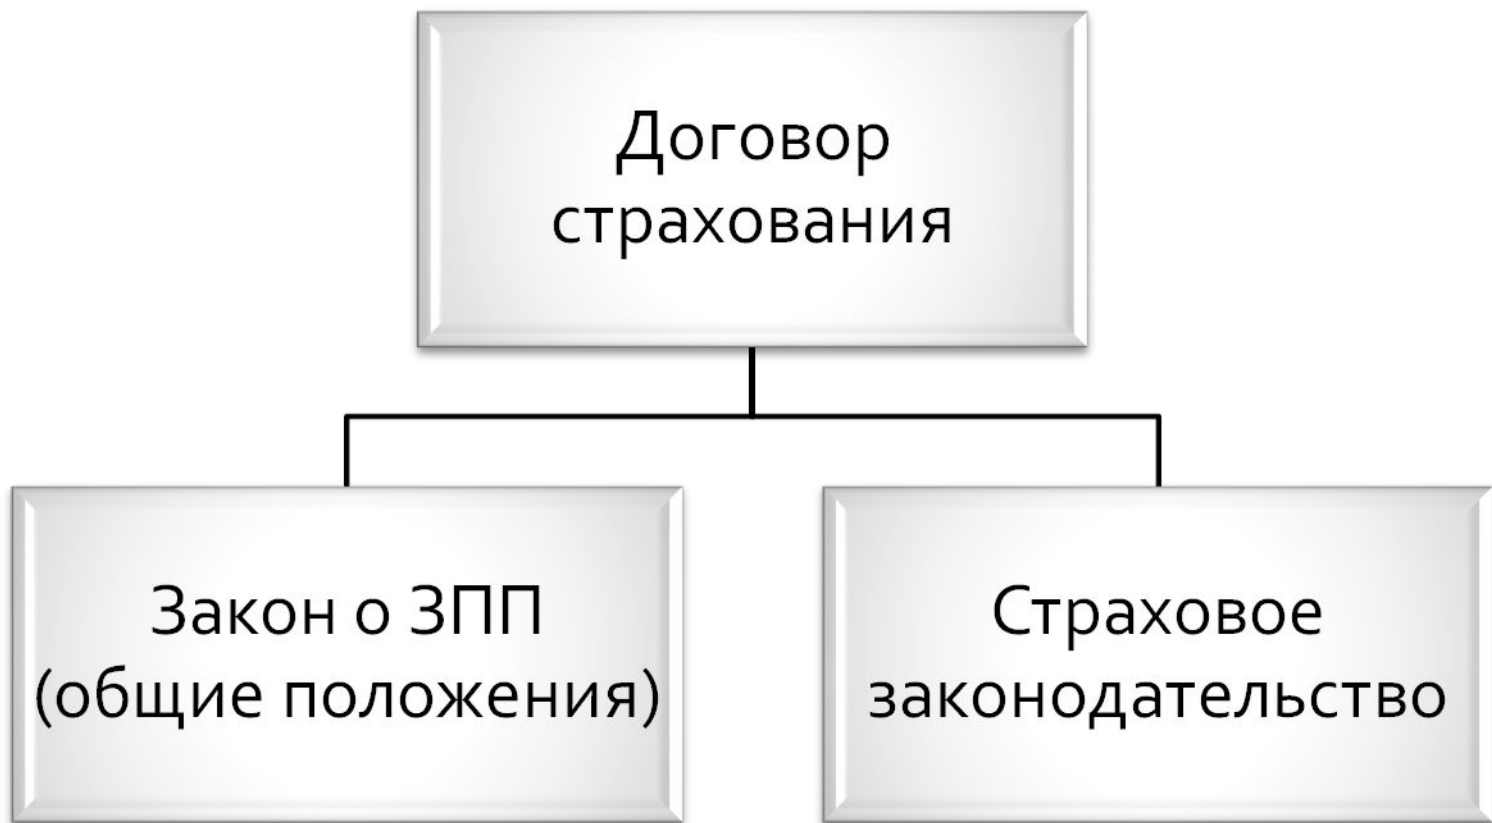 Договор
страхования
Закон о ЗПП
(общие положения)
Страховое
законодательство